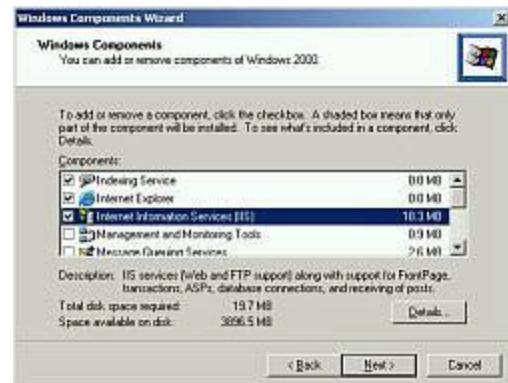 Windows Components Wizard
Windows Components
You can add or remove components of Windows 2000.
To add or remove a component, click the checkbox. A shaded box means that only
part of the component will be installed. To see what's included in a component, click
Details.
Components:
Indexing Service 0.0 MB
Internet Explorer 0.0 MB
Internet Information Services (IIS) 18.3 MB
Management and Monitoring Tools 0.9 MB
Message Queuing Services 2.6 MB
Description: IIS services (Web and FTP support) along with support for FrontPage,
transactions, ASPs, database connections, and receiving of posts.
Total disk space required: 19.7 MB
Space available on disk: 3896.5 MB
Details...
< Back
Next >
Cancel